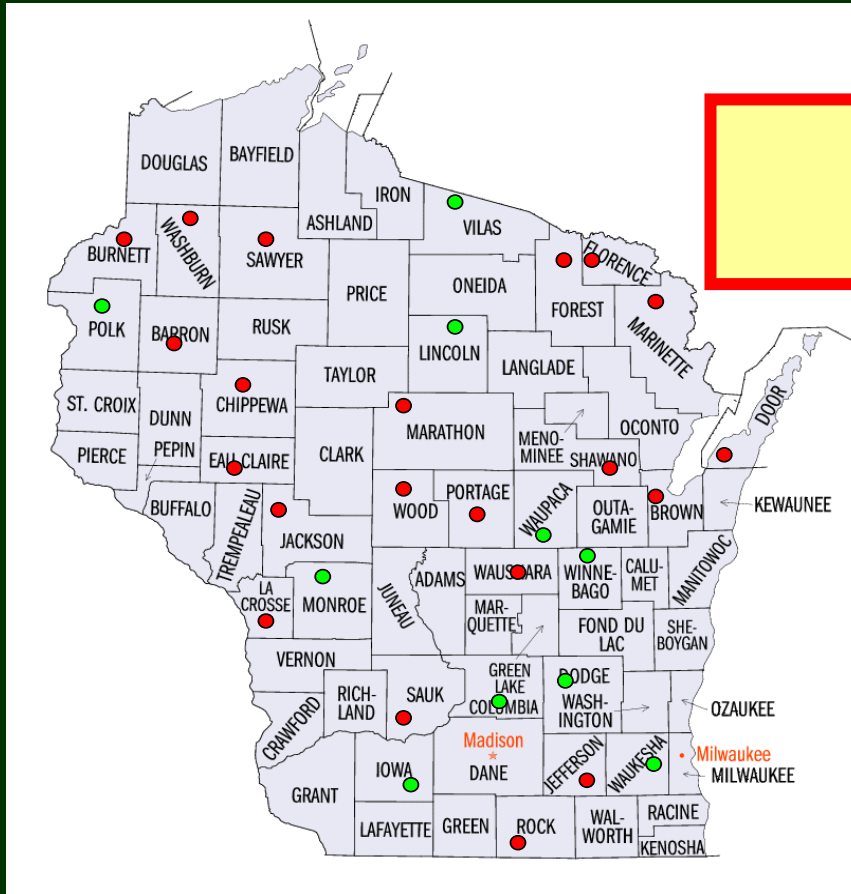 DOUGLAS
BAYFIELD
IRON
ASHLAND
VILAS
BURNETT
WASHBURN
SAWYER
FLORENCE
PRICE
ONEIDA
FOREST
POLK
BARRON
RUSK
LINCOLN
MARINETTE
LANGLADE
TAYLOR
ST. CROIX
CHIPPEWA
DUNN
DOOR
MARATHON
OCONTO
PIERCE
PEPIN
EAU CLAIRE
CLARK
MENO-
MINEE
SHAWANO
BUFFALO
TREMPEALEAU
JACKSON
WOOD
PORTAGE
WAUPACA
OUTA-
GAMIE
BROWN
KEWAUNEE
LA
CROSSE
MONROE
JUNEAU
ADAMS
WAUSHARA
WINNE-
BAGO
CALU-
MET
MANITOWOC
MAR-
QUETTE
FOND DU
LAC
SHE-
BOYGAN
VERNON
GREEN
LAKE
RICH-
LAND
SAUK
COLUMBIA
DODGE
WASH-
INGTON
OZAUKEE
CRAWFORD
Madison
DANE
JEFFERSON
WAUKESHA
Milwaukee
MILWAUKEE
IOWA
GRANT
LAFAYETTE
GREEN
ROCK
WAL-
WORTH
RACINE
KENOSHA